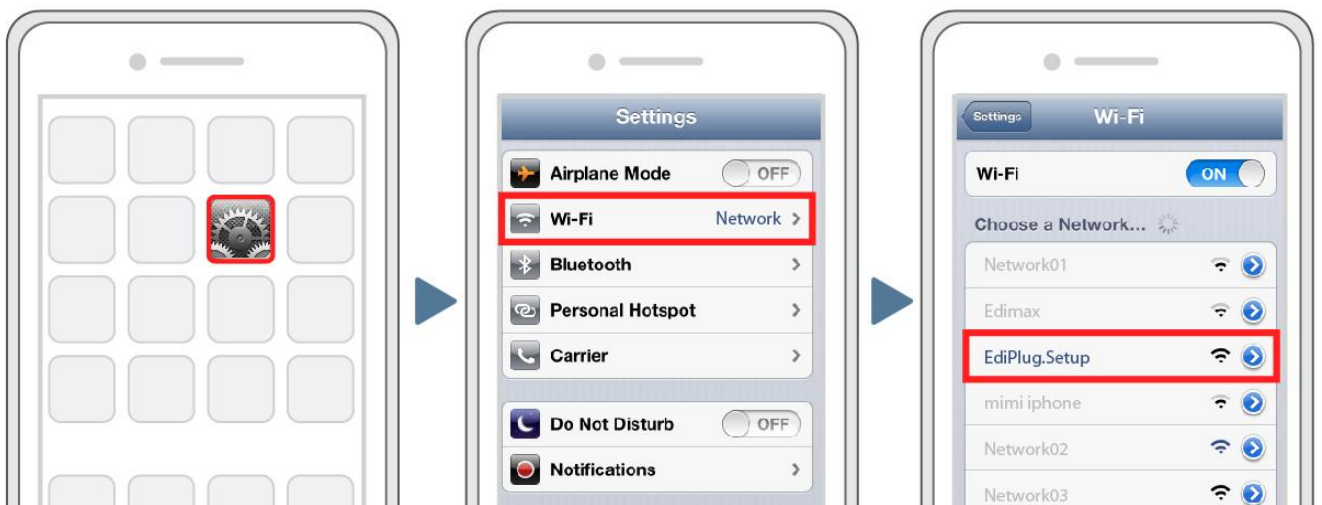 Settings
Airplane Mode OFF
Wi-Fi Network
Bluetooth
Personal Hotspot
Carrier
Do Not Disturb OFF
Notifications
Settings Wi-Fi
Wi-Fi ON
Choose a Network...
Network01
Edimax
EdiPlug.Setup
mimi iphone
Network02
Network03